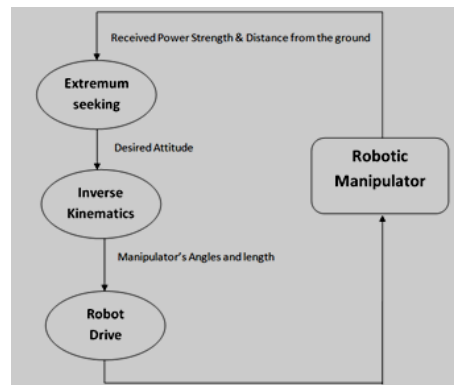 Received Power Strength & Distance from the ground
Extremum
seeking
Desired Attitude
Robotic
Manipulator
Inverse
Kinematics
Manipulator's Angles and length
Robot
Drive